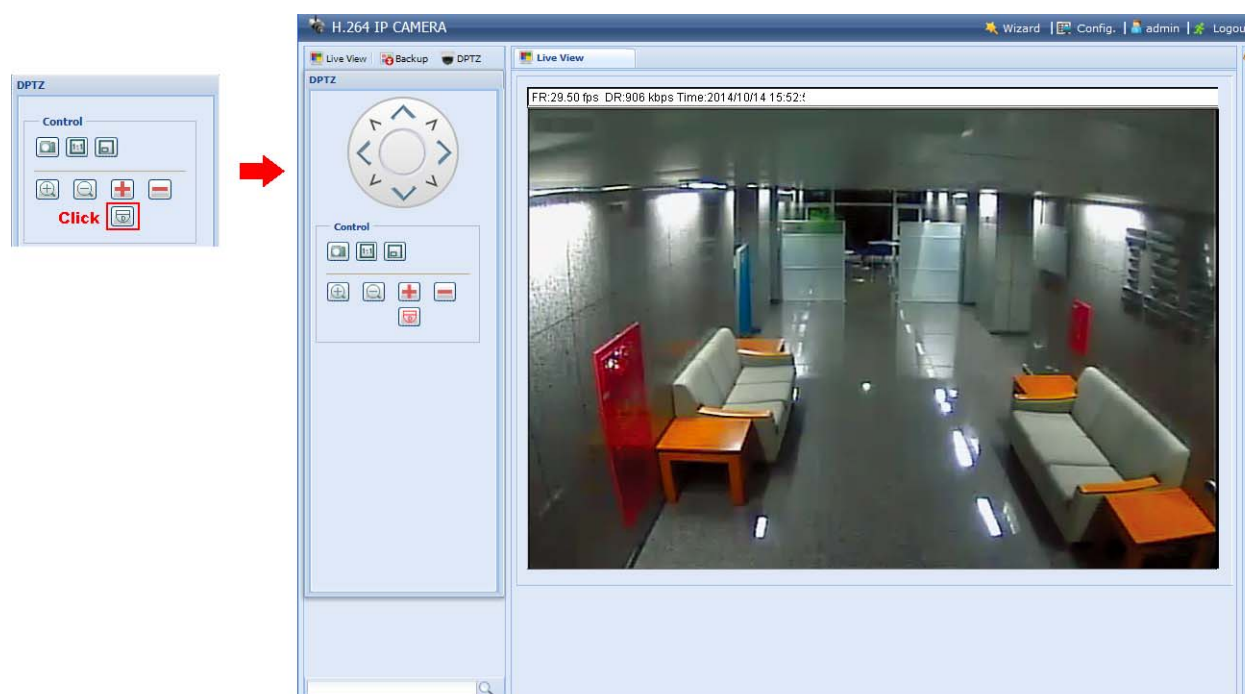 DPTZ
Control
Click
H.264 IP CAMERA
Wizard | Config. | admin | Logou
Live View Backup DPTZ
DPTZ
Control
Live View
FR:29.50 fps DR:906 kbps Time:2014/10/14 15:52: